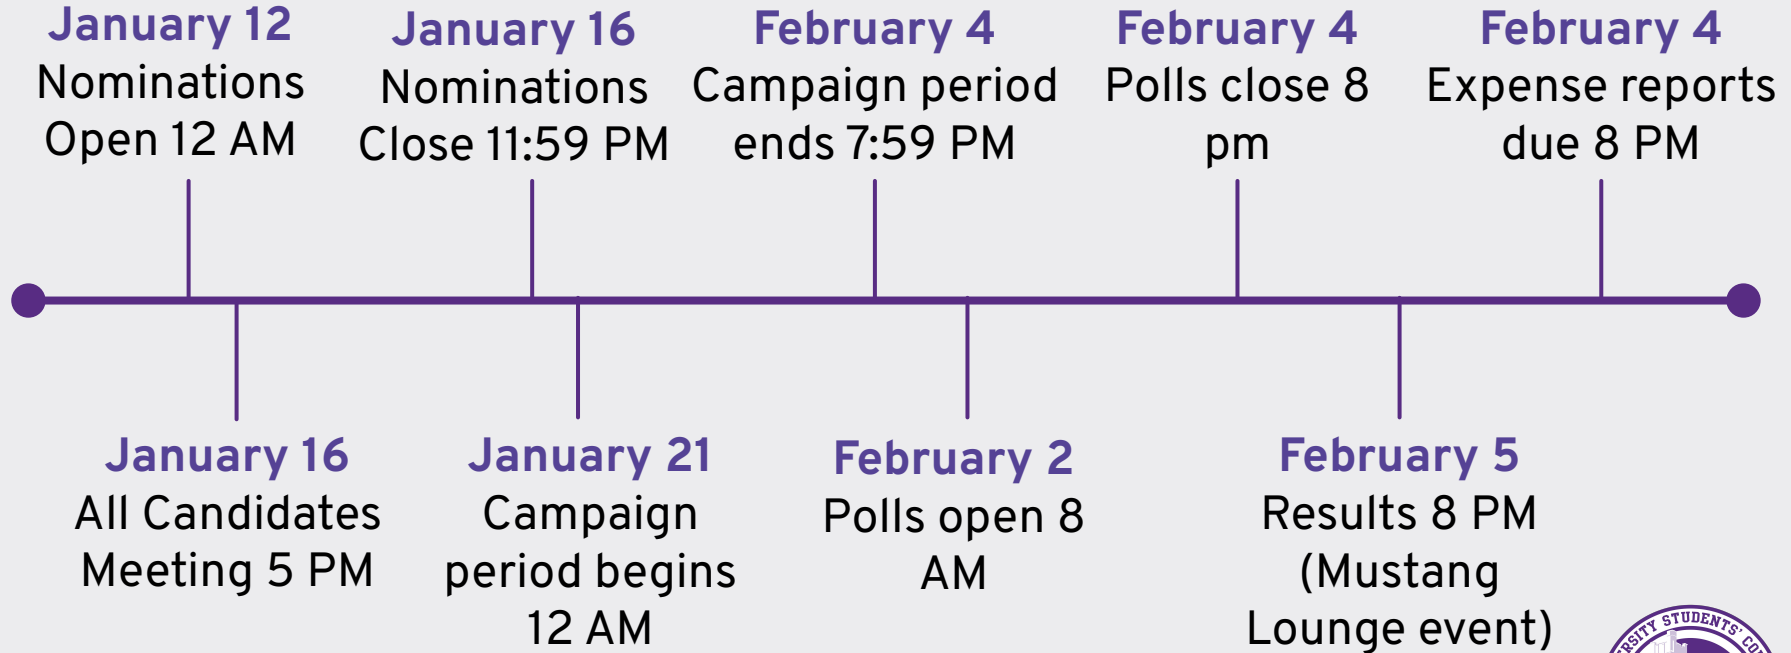 January 12
Nominations
Open 12 AM
January 16
Nominations
Close 11:59 PM
February 4
Campaign period
ends 7:59 PM
February 4
Polls close 8
pm
February 4
Expense reports
due 8 PM
January 16
All Candidates
Meeting 5 PM
January 21
Campaign
period begins
12 AM
February 2
Polls open 8
AM
February 5
Results 8 PM
(Mustang
Lounge event)
STUDENTS'